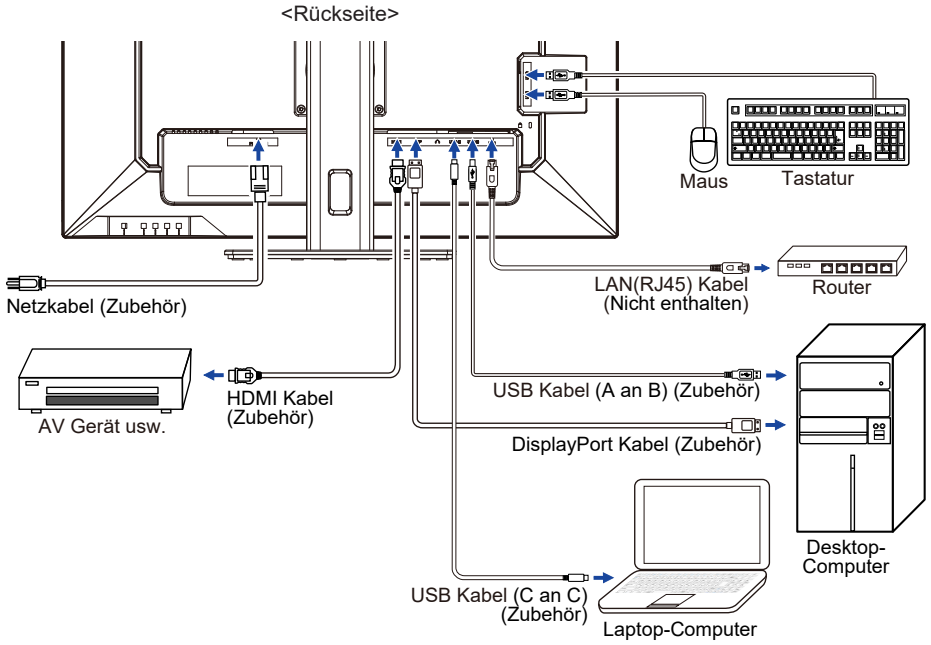 <Rückseite>
Maus
Tastatur
LAN(RJ45) Kabel
(Nicht enthalten)
Router
Netzkabel (Zubehör)
HDMI Kabel
(Zubehör)
AV Gerät usw.
USB Kabel (A an B) (Zubehör)
DisplayPort Kabel (Zubehör)
Desktop-
Computer
USB Kabel (C an C)
(Zubehör)
Laptop-Computer